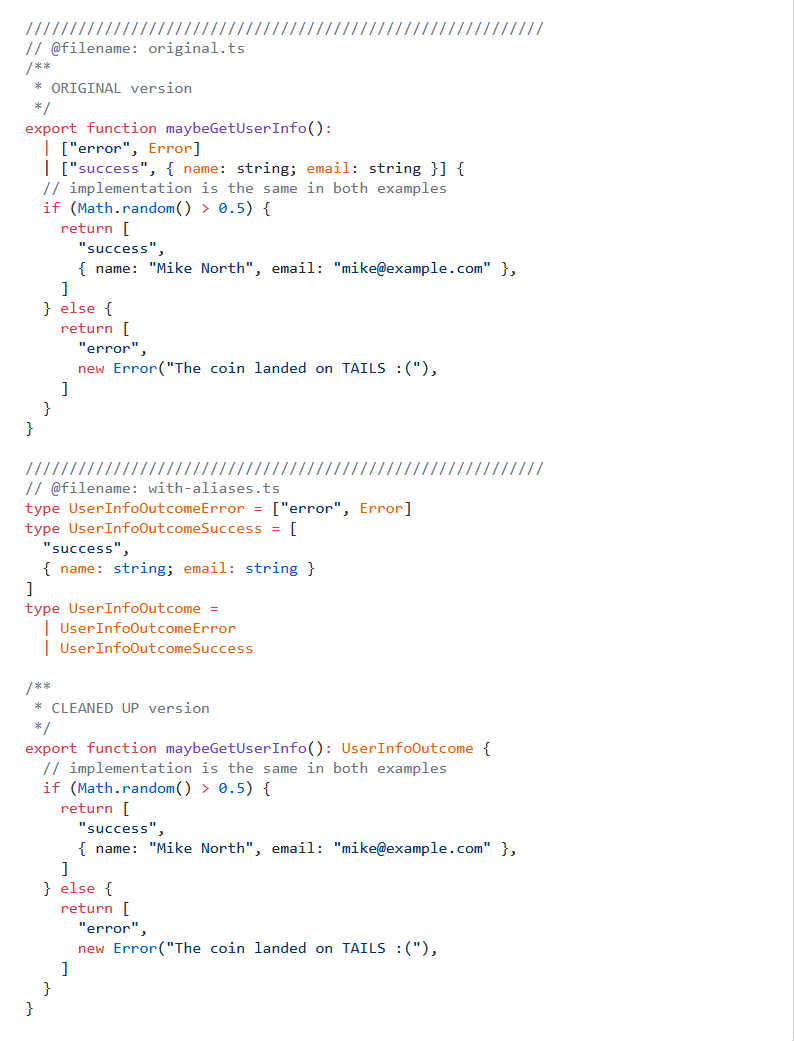 ///////////////////////////////////////////////////////////
// @filename: original.ts
/**
 * ORIGINAL version
 */
export function maybeGetUserInfo():
  | ["error", Error]
  | ["success", { name: string; email: string }] {
  // implementation is the same in both examples
  if (Math.random() > 0.5) {
    return [
      "success",
      { name: "Mike North", email: "mike@example.com" },
    ]
  } else {
    return [
      "error",
      new Error("The coin landed on TAILS :("),
    ]
  }
}

///////////////////////////////////////////////////////////
// @filename: with-aliases.ts
type UserInfoOutcomeError = ["error", Error]
type UserInfoOutcomeSuccess = [
  "success",
  { name: string; email: string }
]
type UserInfoOutcome =
  | UserInfoOutcomeError
  | UserInfoOutcomeSuccess

/**
 * CLEANED UP version
 */
export function maybeGetUserInfo(): UserInfoOutcome {
  // implementation is the same in both examples
  if (Math.random() > 0.5) {
    return [
      "success",
      { name: "Mike North", email: "mike@example.com" },
    ]
  } else {
    return [
      "error",
      new Error("The coin landed on TAILS :("),
    ]
  }
}